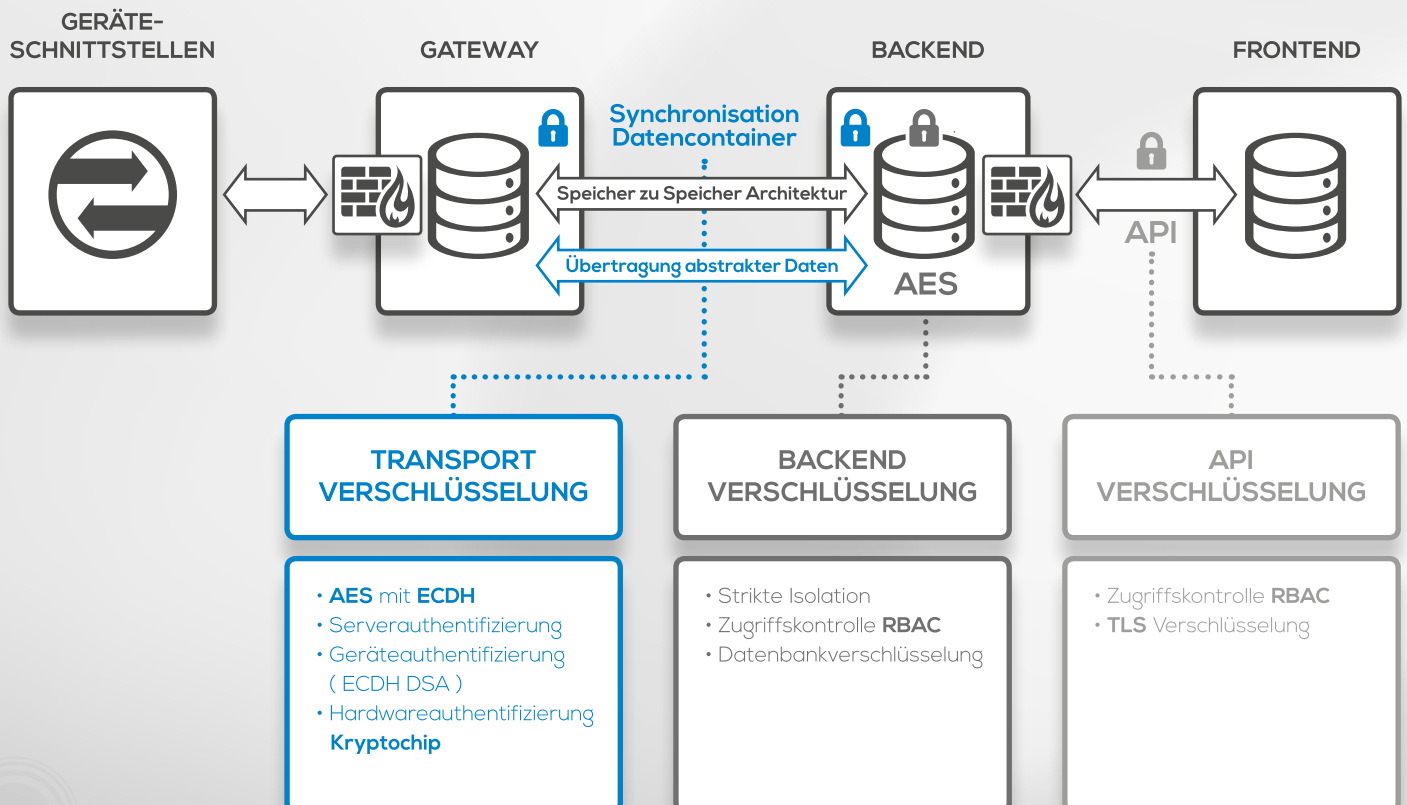 GERÄTE-
SCHNITTSTELLEN
GATEWAY
BACKEND
FRONTEND
Synchronisation
Datencontainer
Speicher zu Speicher Architektur
Übertragung abstrakter Daten
AES
API
TRANSPORT
VERSCHLÜSSELUNG
• AES mit ECDH
• Serverauthentifizierung
• Geräteauthentifizierung
( ECDH DSA )
• Hardwareauthentifizierung
Kryptochip
BACKEND
VERSCHLÜSSELUNG
• Strikte Isolation
• Zugriffskontrolle RBAC
• Datenbankverschlüsselung
API
VERSCHLÜSSELUNG
• Zugriffskontrolle RBAC
• TLS Verschlüsselung